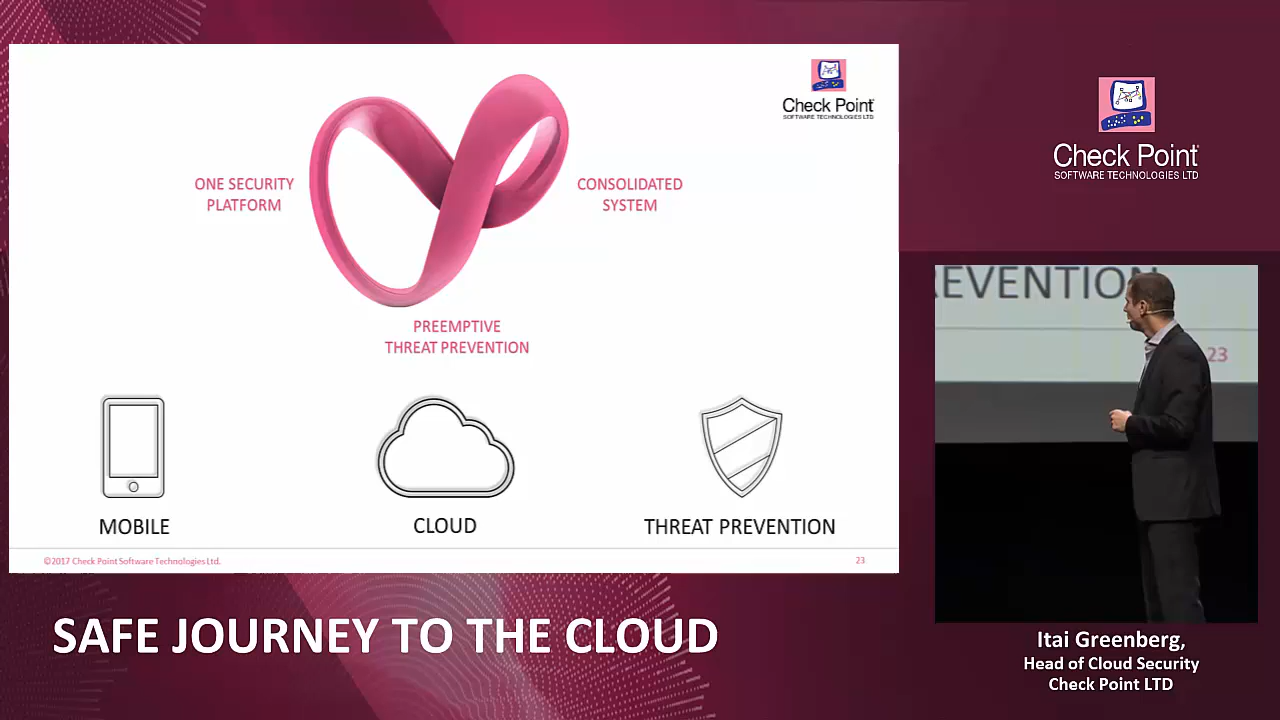 Check Point
SOFTWARE TECHNOLOGIES LTD
ONE SECURITY
PLATFORM
CONSOLIDATED
SYSTEM
PREEMPTIVE
THREAT PREVENTION
MOBILE
CLOUD
THREAT PREVENTION
©2017 Check Point Software Technologies Ltd.
23
Check Point
SOFTWARE TECHNOLOGIES LTD
REVENTION
23
SAFE JOURNEY TO THE CLOUD
Itai Greenberg,
Head of Cloud Security
Check Point LTD